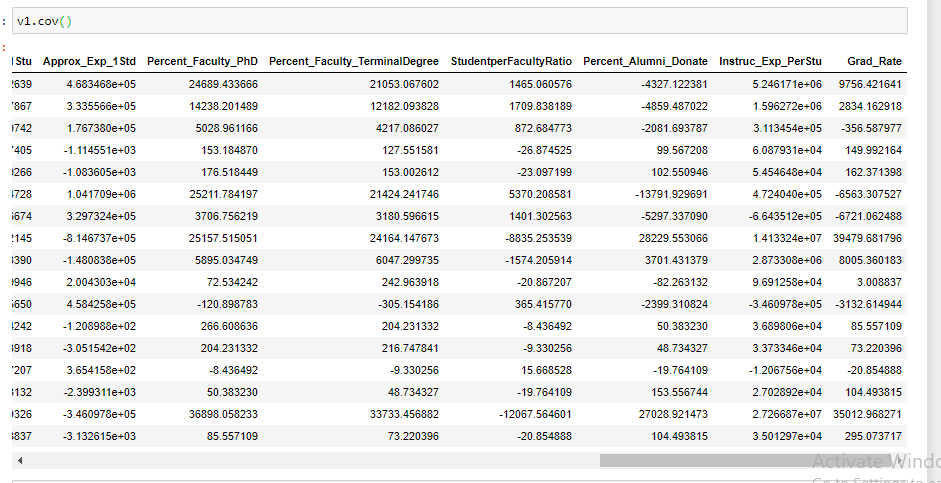 v1.cov()
Stu Approx_Exp_1Std Percent_Faculty_PhD Percent_Faculty_TerminalDegree StudentperFacultyRatio Percent_Alumni_Donate Instruc_Exp_PerStu Grad_Rate
2639 4.683468e+05 24689.433666 21053.067602 1465.060576 -4327.122381 5.246171e+06 9756.421641
7867 3.335566e+05 14238.201489 12182.093828 1709.838189 -4859.487022 1.596272e+06 2834.162918
0742 1.767380e+05 5028.961166 4217.086027 872.684773 -2081.693787 3.113454e+05 -356.587977
7405 -1.114551e+03 153.184870 127.551581 -26.874525 99.567208 6.087931e+04 149.992164
0266 -1.083605e+03 176.518449 153.002612 -23.097199 102.550946 5.454648e+04 162.371398
4728 1.041709e+06 25211.784197 21424.241746 5370.208581 -13791.929691 4.724040e+05 -6563.307527
6674 3.297324e+05 3706.756219 3180.596615 1401.302563 -5297.337090 -6.643512e+05 -6721.062488
2145 -8.146737e+05 25157.515051 24164.147673 -8835.253539 28229.553066 1.413324e+07 39479.681796
3390 -1.480838e+05 5895.034749 6047.299735 -1574.205914 3701.431379 2.873308e+06 8005.360183
0946 2.004303e+04 72.534242 242.963918 -20.867207 -82.263132 9.691258e+04 3.008837
6650 4.584258e+05 -120.898783 -305.154186 365.415770 -2399.310824 -3.460978e+05 -3132.614944
4242 -1.208988e+02 266.608636 204.231332 -8.436492 50.383230 3.689806e+04 85.557109
3918 -3.051542e+02 204.231332 216.747841 -9.330256 48.734327 3.373346e+04 73.220396
7207 3.654158e+02 -8.436492 -9.330256 15.668528 -19.764109 -1.206756e+04 -20.854888
3132 -2.399311e+03 50.383230 48.734327 -19.764109 153.556744 2.702892e+04 104.493815
0326 -3.460978e+05 36898.058233 33733.456882 -12067.564601 27028.921473 2.726687e+07 35012.968271
3837 -3.132615e+03 85.557109 73.220396 -20.854888 104.493815 3.501297e+04 295.073717
Activate Windo